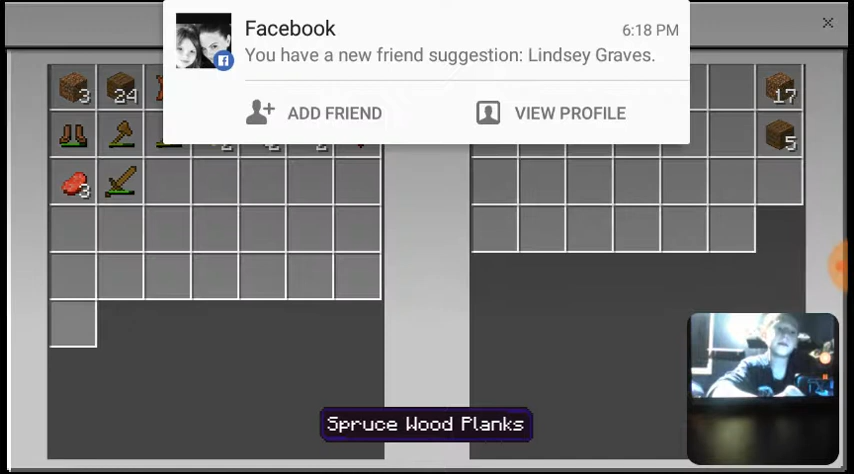 Facebook
6:18 PM
You have a new friend suggestion: Lindsey Graves.
ADD FRIEND
VIEW PROFILE
3
24
17
5
3
Spruce Wood Planks